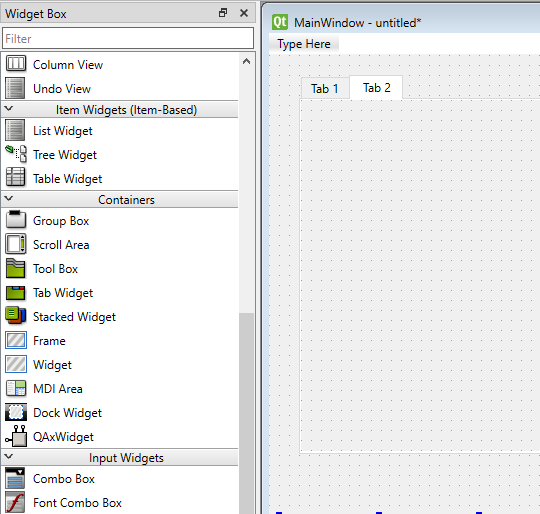 Widget Box
Filter
Column View
Undo View
Item Widgets (Item-Based)
List Widget
Tree Widget
Table Widget
Containers
Group Box
Scroll Area
Tool Box
Tab Widget
Stacked Widget
Frame
Widget
MDI Area
Dock Widget
QAxWidget
Input Widgets
Combo Box
Font Combo Box
Qt MainWindow - untitled*
Type Here
Tab 1 Tab 2